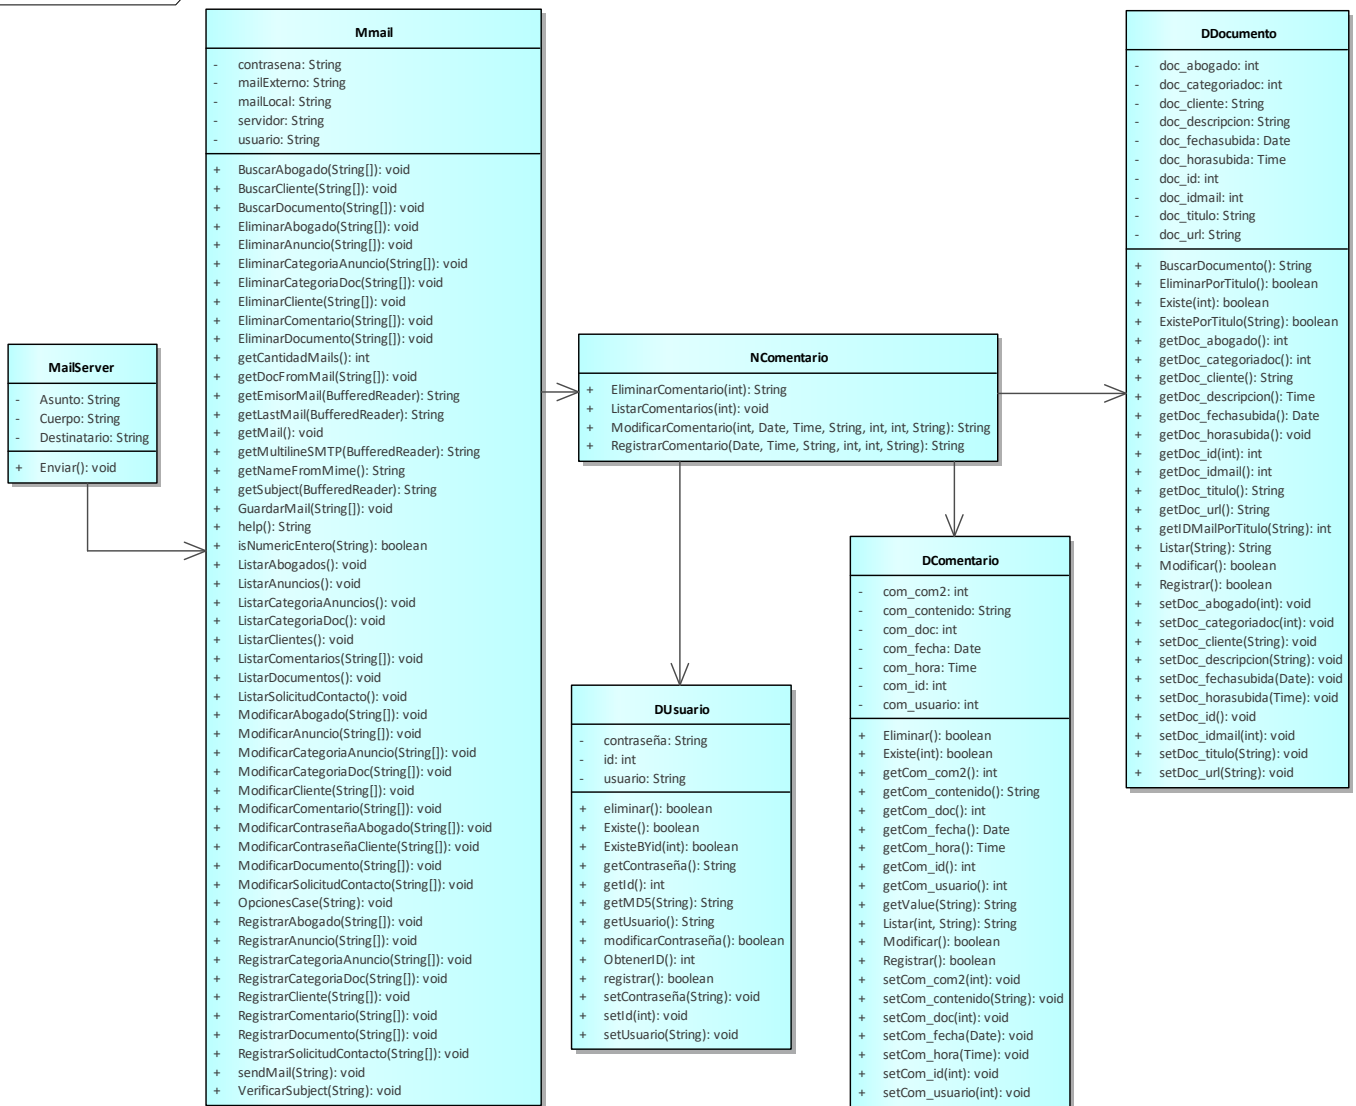 Mmail
- contrasena: String
- mailExterno: String
- mailLocal: String
- servidor: String
- usuario: String
+ BuscarAbogado(String[]): void
+ BuscarCliente(String[]): void
+ BuscarDocumento(String[]): void
+ EliminarAbogado(String[]): void
+ EliminarAnuncio(String[]): void
+ EliminarCategoriaAnuncio(String[]): void
+ EliminarCategoriaDoc(String[]): void
+ EliminarCliente(String[]): void
+ EliminarComentario(String[]): void
+ EliminarDocumento(String[]): void
+ getCantidadMails(): int
+ getDocFromMail(String[]): void
+ getEmisorMail(BufferedReader): String
+ getLastMail(BufferedReader): String
+ getMail(): void
+ getMultilineSMTP(BufferedReader): String
+ getNameFromMime(): String
+ getSubject(BufferedReader): String
+ GuardarMail(String[]): void
+ help(): String
+ isNumericEntero(String): boolean
+ ListarAbogados(): void
+ ListarAnuncios(): void
+ ListarCategoriaAnuncios(): void
+ ListarCategoriaDoc(): void
+ ListarClientes(): void
+ ListarComentarios(String[]): void
+ ListarDocumentos(): void
+ ListarSolicitudContacto(): void
+ ModificarAbogado(String[]): void
+ ModificarAnuncio(String[]): void
+ ModificarCategoriaAnuncio(String[]): void
+ ModificarCategoriaDoc(String[]): void
+ ModificarCliente(String[]): void
+ ModificarComentario(String[]): void
+ ModificarContraseñaAbogado(String[]): void
+ ModificarContraseñaCliente(String[]): void
+ ModificarDocumento(String[]): void
+ ModificarSolicitudContacto(String[]): void
+ OpcionesCase(String): void
+ RegistrarAbogado(String[]): void
+ RegistrarAnuncio(String[]): void
+ RegistrarCategoriaAnuncio(String[]): void
+ RegistrarCategoriaDoc(String[]): void
+ RegistrarCliente(String[]): void
+ RegistrarComentario(String[]): void
+ RegistrarDocumento(String[]): void
+ RegistrarSolicitudContacto(String[]): void
+ sendMail(String): void
+ VerificarSubject(String): void
MailServer
- Asunto: String
- Cuerpo: String
- Destinatario: String
+ Enviar(): void
NComentario
+ EliminarComentario(int): String
+ ListarComentarios(int): void
+ ModificarComentario(int, Date, Time, String, int, int, String): String
+ RegistrarComentario(Date, Time, String, int, int, String): String
DUsuario
- contraseña: String
- id: int
- usuario: String
+ eliminar(): boolean
+ Existe(): boolean
+ ExisteBYid(int): boolean
+ getContraseña(): String
+ getId(): int
+ getMD5(String): String
+ getUsuario(): String
+ modificarContraseña(): boolean
+ ObtenerID(): int
+ registrar(): boolean
+ setContraseña(String): void
+ setId(int): void
+ setUsuario(String): void
DComentario
- com_com2: int
- com_contenido: String
- com_doc: int
- com_fecha: Date
- com_hora: Time
- com_id: int
- com_usuario: int
+ Eliminar(): boolean
+ Existe(int): boolean
+ getCom_com2(): int
+ getCom_contenido(): String
+ getCom_doc(): int
+ getCom_fecha(): Date
+ getCom_hora(): Time
+ getCom_id(): int
+ getCom_usuario(): int
+ getValue(String): String
+ Listar(int, String): String
+ Modificar(): boolean
+ Registrar(): boolean
+ setCom_com2(int): void
+ setCom_contenido(String): void
+ setCom_doc(int): void
+ setCom_fecha(Date): void
+ setCom_hora(Time): void
+ setCom_id(int): void
+ setCom_usuario(int): void
DDocumento
- doc_abogado: int
- doc_categoriadoc: int
- doc_cliente: String
- doc_descripcion: String
- doc_fechasubida: Date
- doc_horasubida: Time
- doc_id: int
- doc_idmail: int
- doc_titulo: String
- doc_url: String
+ BuscarDocumento(): String
+ EliminarPorTitulo(): boolean
+ Existe(int): boolean
+ ExistePorTitulo(String): boolean
+ getDoc_abogado(): int
+ getDoc_categoriadoc(): int
+ getDoc_cliente(): String
+ getDoc_descripcion(): Time
+ getDoc_fechasubida(): Date
+ getDoc_horasubida(): void
+ getDoc_id(int): int
+ getDoc_idmail(): int
+ getDoc_titulo(): String
+ getDoc_url(): String
+ getIDMailPorTitulo(String): int
+ Listar(String): String
+ Modificar(): boolean
+ Registrar(): boolean
+ setDoc_abogado(int): void
+ setDoc_categoriadoc(int): void
+ setDoc_cliente(String): void
+ setDoc_descripcion(String): void
+ setDoc_fechasubida(Date): void
+ setDoc_horasubida(Time): void
+ setDoc_id(): void
+ setDoc_idmail(int): void
+ setDoc_titulo(String): void
+ setDoc_url(String): void